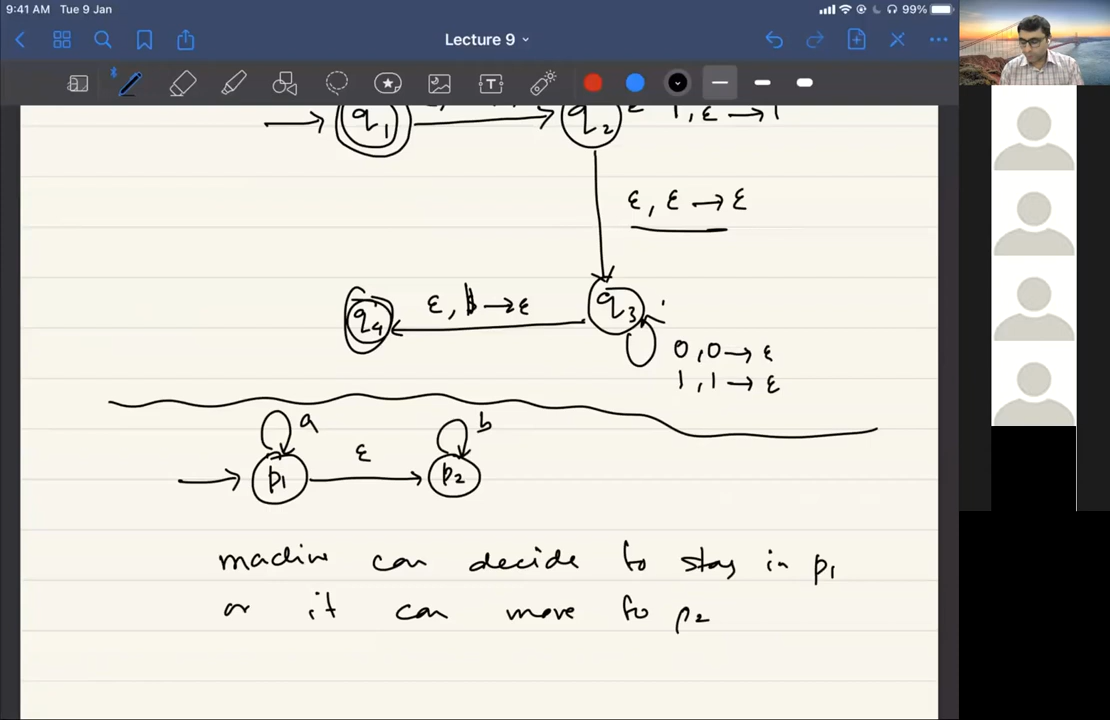 9:41 AM Tue 9 Jan
99%
Lecture 9
T
q1
q2
1, ε → 1
ε, ε → ε
q4
ε, $ → ε
q3
0, 0 → ε
1, 1 → ε
a
b
ε
p1
p2
machine can decide to stay in p1
or it can move to p2